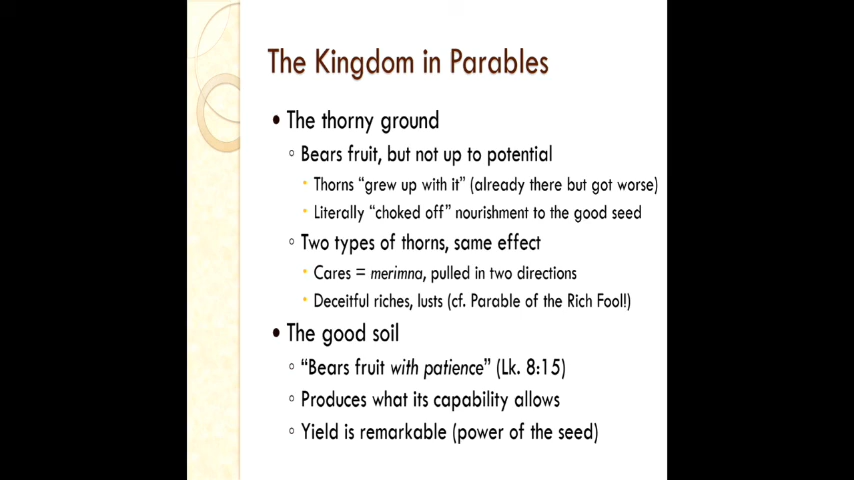 The Kingdom in Parables
• The thorny ground
◦ Bears fruit, but not up to potential
• Thorns “grew up with it” (already there but got worse)
• Literally “choked off” nourishment to the good seed
◦ Two types of thorns, same effect
• Cares = merimna, pulled in two directions
• Deceitful riches, lusts (cf. Parable of the Rich Fool!)
• The good soil
◦ “Bears fruit with patience” (Lk. 8:15)
◦ Produces what its capability allows
◦ Yield is remarkable (power of the seed)